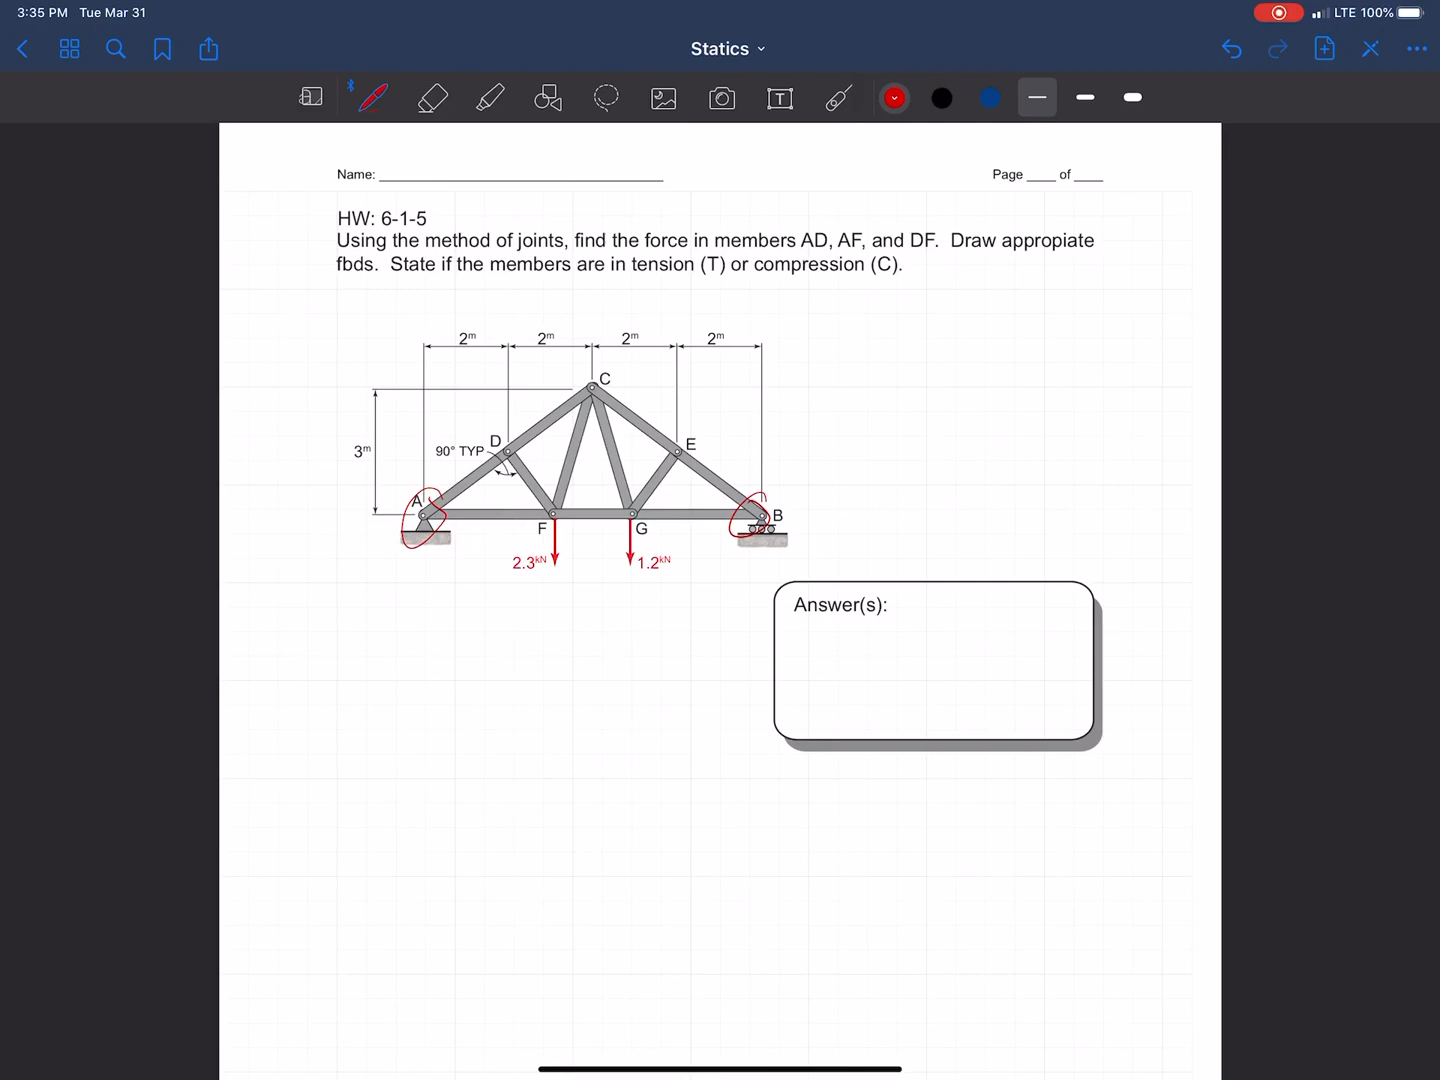 3:35 PM Tue Mar 31
LTE 100%
Statics
T
Name:
Page of
HW: 6-1-5
Using the method of joints, find the force in members AD, AF, and DF. Draw appropiate
fbds. State if the members are in tension (T) or compression (C).
2m 2m 2m 2m
C
D
E
90° TYP
3m
A
B
F
G
2.3kN
1.2kN
Answer(s):